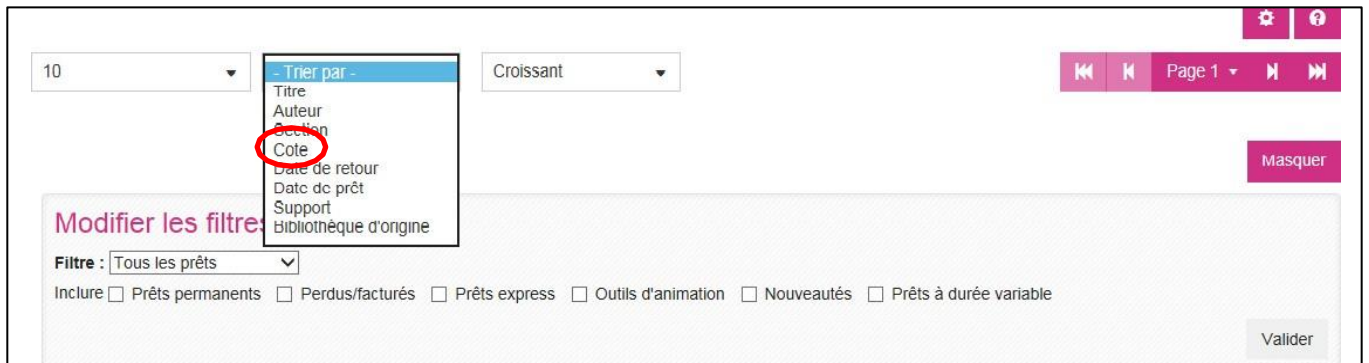 10
- Trier par -
Croissant
Page 1
Titre
Auteur
Section
Cote
Date de retour
Date de prêt
Support
Bibliothèque d'origine
Masquer
Modifier les filtres
Filtre : Tous les prêts
Inclure Prêts permanents Perdus/facturés Prêts express Outils d'animation Nouveautés Prêts à durée variable
Valider